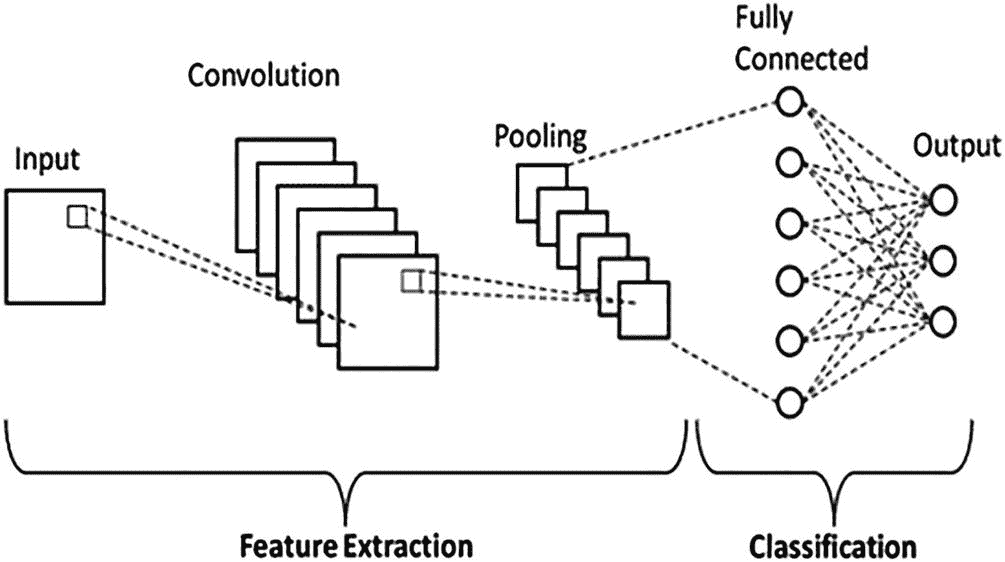 Fully
Connected
Convolution
Pooling
Input
Output
Feature Extraction
Classification